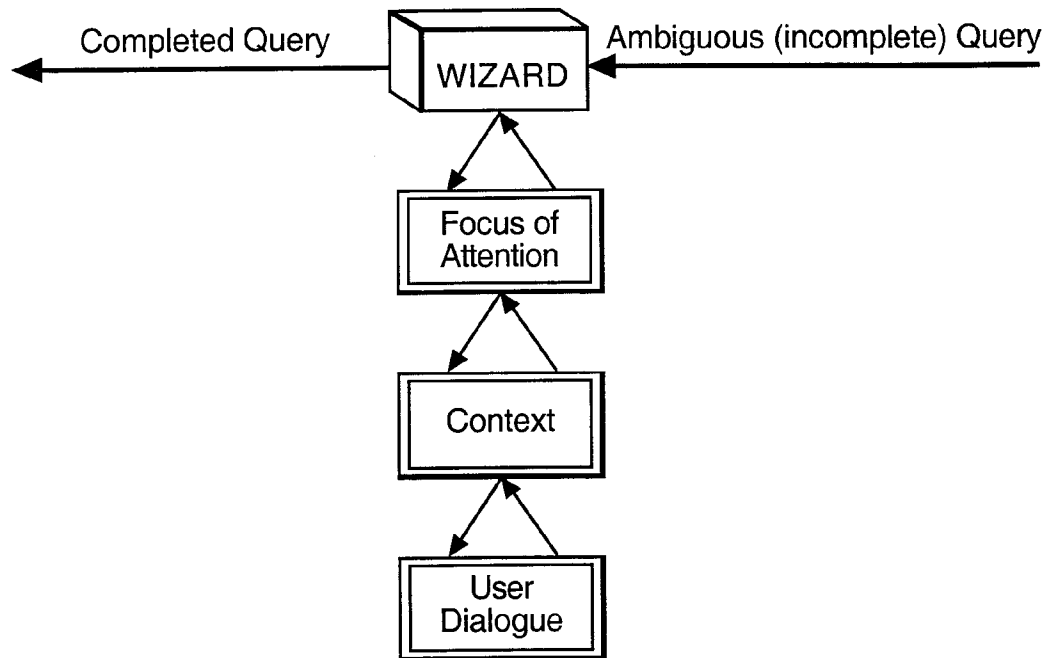 Completed Query
Ambiguous (incomplete) Query
WIZARD
Focus of
Attention
Context
User
Dialogue